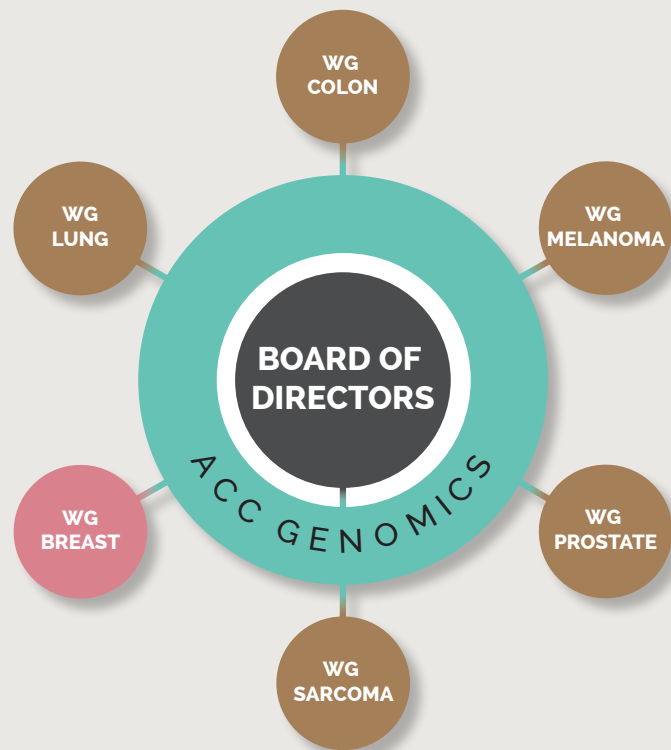 WG
COLON
WG
LUNG
WG
MELANOMA
BOARD OF
DIRECTORS
ACC GENOMICS
WG
BREAST
WG
PROSTATE
WG
SARCOMA